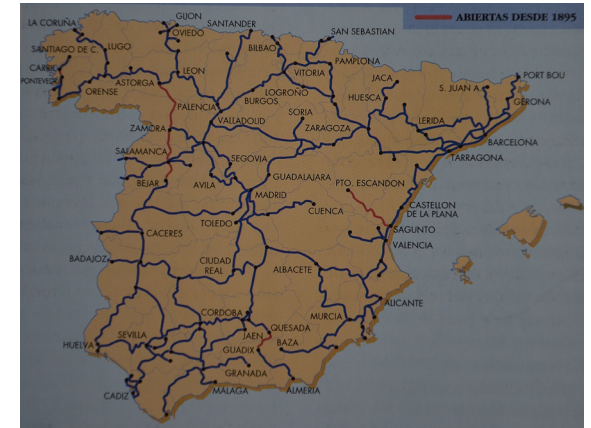 ABIERTAS DESDE 1895
LA CORUÑA
GIJON
OVIEDO
SANTANDER
SAN SEBASTIAN
BILBAO
SANTIAGO DE C.
LUGO
PAMPLONA
LEON
VITORIA
JACA
PORT BOU
PONTEVEDRA
ORENSE
ASTORGA
LOGROÑO
HUESCA
S. JUAN A.
GERONA
PALENCIA
BURGOS
SORIA
ZAMORA
VALLADOLID
ZARAGOZA
LERIDA
BARCELONA
SALAMANCA
SEGOVIA
TARRAGONA
BEJAR
AVILA
GUADALAJARA
PTO. ESCANDON
MADRID
CUENCA
CASTELLON
DE LA PLANA
TOLEDO
SAGUNTO
CACERES
VALENCIA
BADAJOZ
CIUDAD
REAL
ALBACETE
ALICANTE
CORDOBA
MURCIA
SEVILLA
JAEN
QUESADA
HUELVA
BAZA
GUADIX
GRANADA
CADIZ
MALAGA
ALMERIA